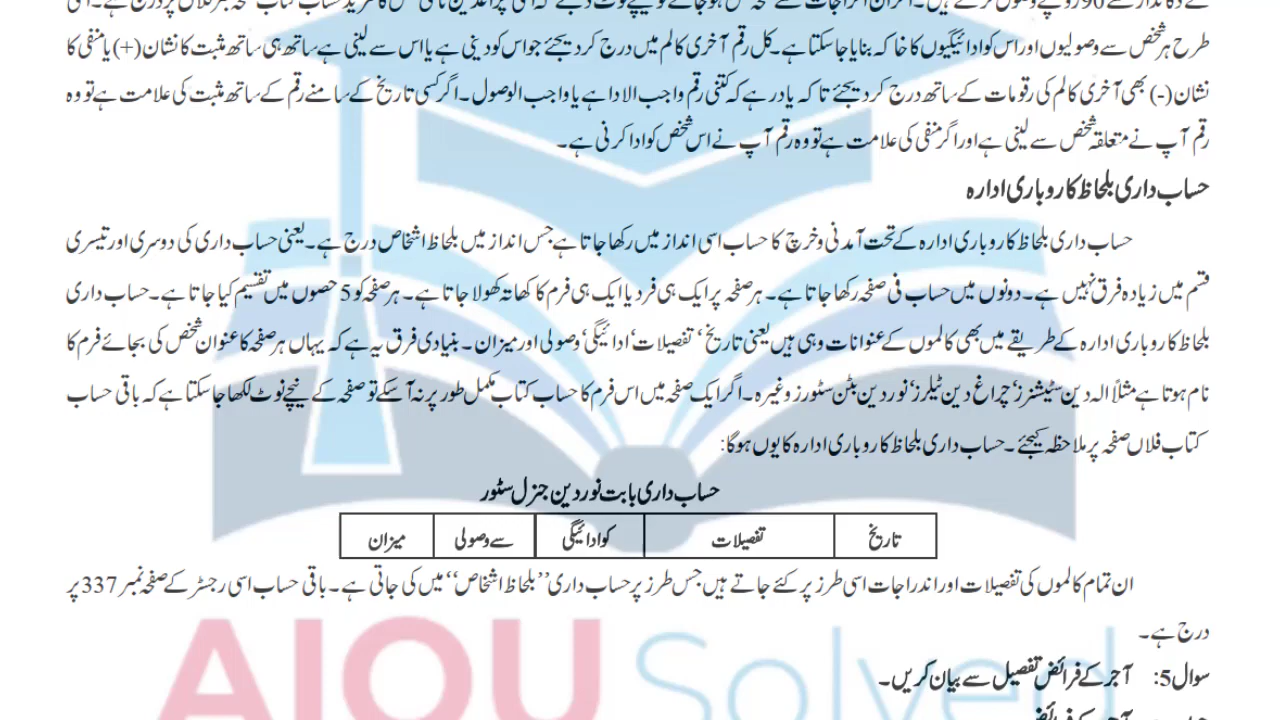 طرح ہر شخص سے وصولیوں اور اس کو ادائیگیوں کا خاکہ بنایا جا سکتا ہے۔ کل رقم آخری کالم میں درج کر دیجئے جو اس کو دینی ہے یا اس سے لینی ہے ساتھ ہی ساتھ مثبت کا نشان (+) یا منفی کا
نشان (-) بھی آخری کالم کی رقومات کے ساتھ درج کر دیجئے تا کہ یاد رہے کہ کتنی رقم واجب الادا ہے یا واجب الوصول۔ اگر کسی تاریخ کے سامنے رقم کے ساتھ مثبت کی علامت ہے تو وہ
رقم آپ نے متعلقہ شخص سے لینی ہے اور اگر منفی کی علامت ہے تو وہ رقم آپ نے اس شخص کو ادا کرنی ہے۔
حساب داری بلحاظ کاروباری ادارہ
حساب داری بلحاظ کاروباری ادارہ کے تحت آمدنی و خرچ کا حساب اسی انداز میں رکھا جاتا ہے جس انداز میں بلحاظ اشخاص درج ہے۔ یعنی حساب داری کی دوسری اور تیسری
قسم میں زیادہ فرق نہیں ہے۔ دونوں میں حساب فی صفحہ رکھا جاتا ہے۔ ہر صفحہ پر ایک ہی فرد یا ایک ہی فرم کا کھاتہ کھولا جاتا ہے۔ ہر صفحہ کو 5 حصوں میں تقسیم کیا جاتا ہے۔ حساب داری
بلحاظ کاروباری ادارہ کے طریقے میں بھی کالموں کے عنوانات وہی ہیں یعنی تاریخ‘ تفصیلات‘ ادائیگی‘ وصولی اور میزان۔ بنیادی فرق یہ ہے کہ یہاں ہر صفحہ کا عنوان شخص کی بجائے فرم کا
نام ہوتا ہے مثلاً الہ دین سٹیشنرز‘ چراغ دین ٹیلرز‘ نور دین بٹن سٹورز وغیرہ۔ اگر ایک صفحہ میں اس فرم کا حساب کتاب مکمل طور پر نہ آ سکے تو صفحہ کے نیچے نوٹ لکھا جا سکتا ہے کہ باقی حساب
کتاب فلاں صفحہ پر ملاحظہ کیجئے۔ حساب داری بلحاظ کاروباری ادارہ کا یوں ہوگا:
حساب داری بابت نور دین جنرل سٹور
تاریخ تفصیلات کو ادائیگی سے وصولی میزان
ان تمام کالموں کی تفصیلات اور اندراجات اسی طرز پر کئے جاتے ہیں جس طرز پر حساب داری ’’بلحاظ اشخاص‘‘ میں کی جاتی ہے۔ باقی حساب اسی رجسٹر کے صفحہ نمبر 337 پر
درج ہے۔
AIOU Solved
سوال 5: آجر کے فرائض تفصیل سے بیان کریں۔